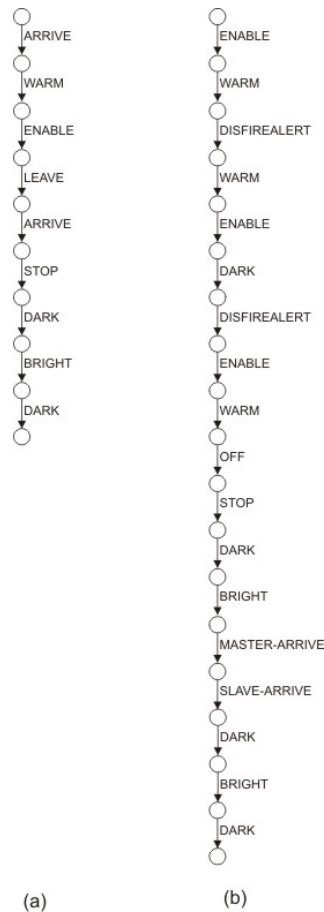 ARRIVE
WARM
ENABLE
LEAVE
ARRIVE
STOP
DARK
BRIGHT
DARK
(a)
ENABLE
WARM
DISFIREALERT
WARM
ENABLE
DARK
DISFIREALERT
ENABLE
WARM
OFF
STOP
DARK
BRIGHT
MASTER-ARRIVE
SLAVE-ARRIVE
DARK
BRIGHT
DARK
(b)